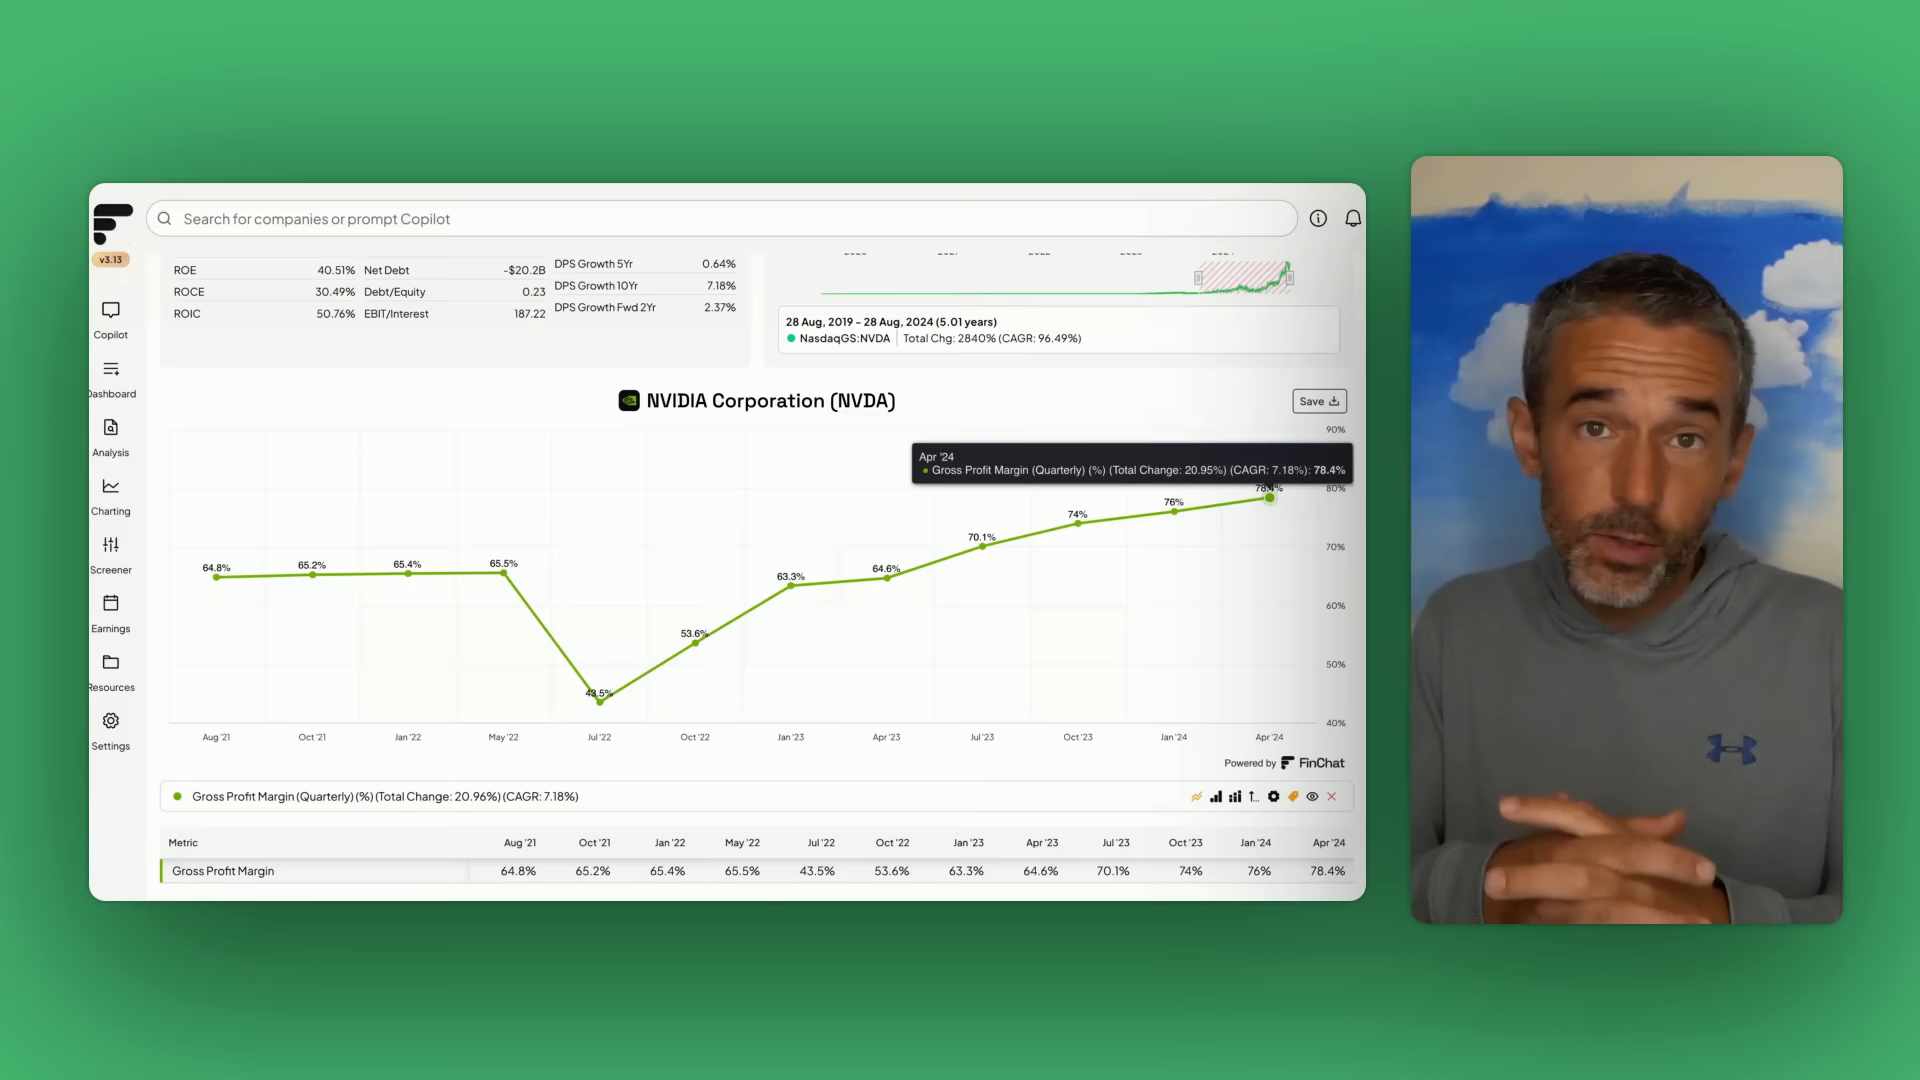 Search for companies or prompt Copilot
v3.13
Copilot
Dashboard
Analysis
Charting
Screener
Earnings
Resources
Settings
ROE 40.51% Net Debt -$20.2B DPS Growth 5Yr 0.64%
ROCE 30.49% Debt/Equity 0.23 DPS Growth 10Yr 7.18%
ROIC 50.76% EBIT/Interest 187.22 DPS Growth Fwd 2Yr 2.37%
28 Aug, 2019 - 28 Aug, 2024 (5.01 years)
NasdaqGS:NVDA Total Chg: 2840% (CAGR: 96.49%)
NVIDIA Corporation (NVDA)
Save
Apr '24
Gross Profit Margin (Quarterly) (%) (Total Change: 20.95%) (CAGR: 7.18%): 78.4%
64.8% 65.2% 65.4% 65.5% 43.5% 53.6% 63.3% 64.6% 70.1% 74% 76% 78.4%
90%
80%
70%
60%
50%
40%
Aug '21 Oct '21 Jan '22 May '22 Jul '22 Oct '22 Jan '23 Apr '23 Jul '23 Oct '23 Jan '24 Apr '24
Powered by FinChat
Gross Profit Margin (Quarterly) (%) (Total Change: 20.96%) (CAGR: 7.18%)
Metric Aug '21 Oct '21 Jan '22 May '22 Jul '22 Oct '22 Jan '23 Apr '23 Jul '23 Oct '23 Jan '24 Apr '24
Gross Profit Margin 64.8% 65.2% 65.4% 65.5% 43.5% 53.6% 63.3% 64.6% 70.1% 74% 76% 78.4%